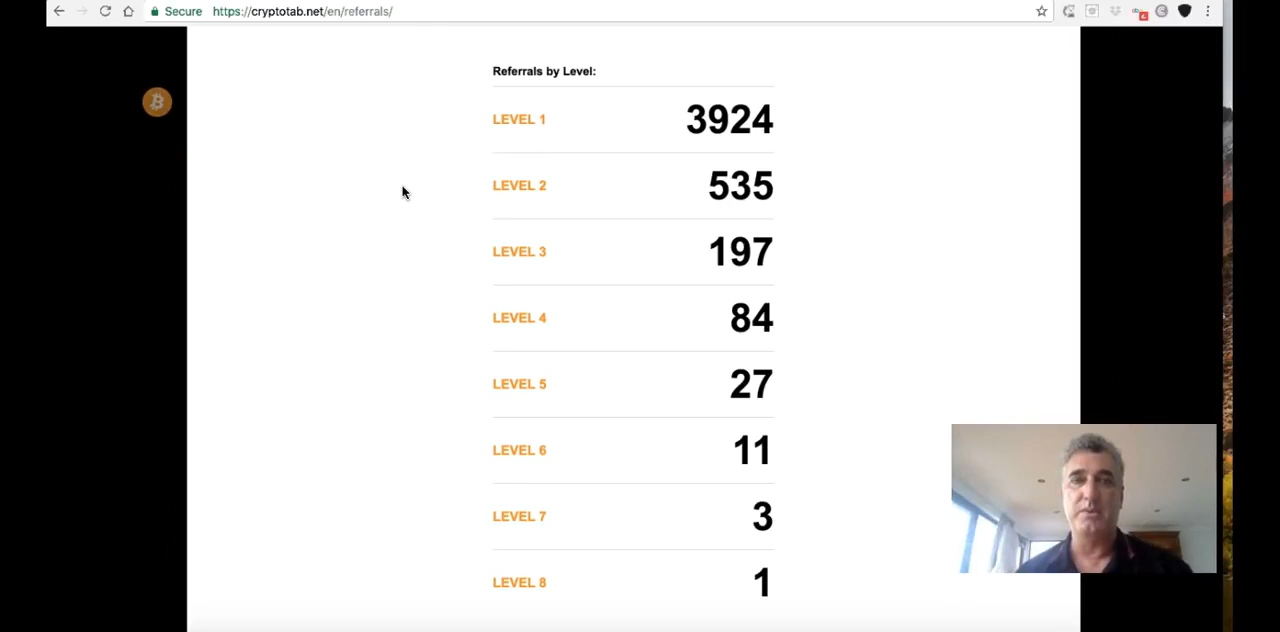 Secure https://cryptotab.net/en/referrals/
Referrals by Level:
LEVEL 1 3924
LEVEL 2 535
LEVEL 3 197
LEVEL 4 84
LEVEL 5 27
LEVEL 6 11
LEVEL 7 3
LEVEL 8 1